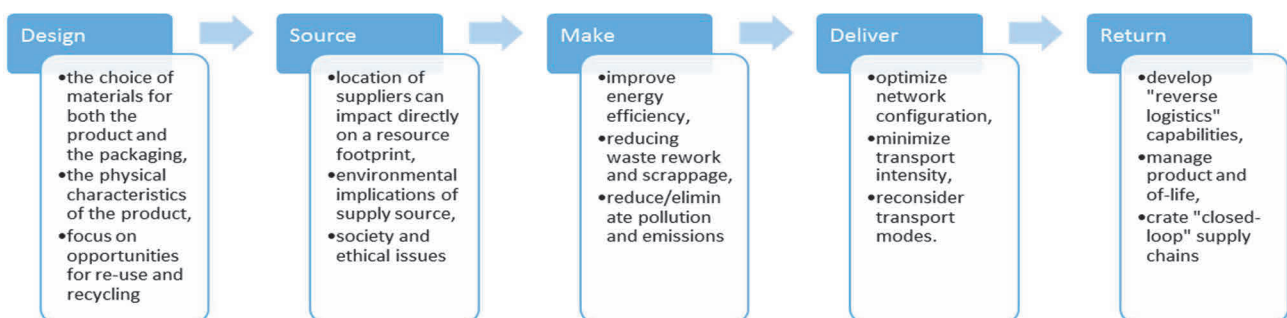 Design
•the choice of
materials for
both the
product and
the packaging,
•the physical
characteristics
of the product,
•focus on
opportunities
for re-use and
recycling
Source
•location of
suppliers can
impact directly
on a resource
footprint,
•environmental
implications of
supply source,
•society and
ethical issues
Make
•improve
energy
efficiency,
•reducing
waste rework
and scrappage,
•reduce/elimin
ate pollution
and emissions
Deliver
•optimize
network
configuration,
•minimize
transport
intensity,
•reconsider
transport
modes.
Return
•develop
"reverse
logistics"
capabilities,
•manage
product and
of-life,
•crate "closed-
loop" supply
chains